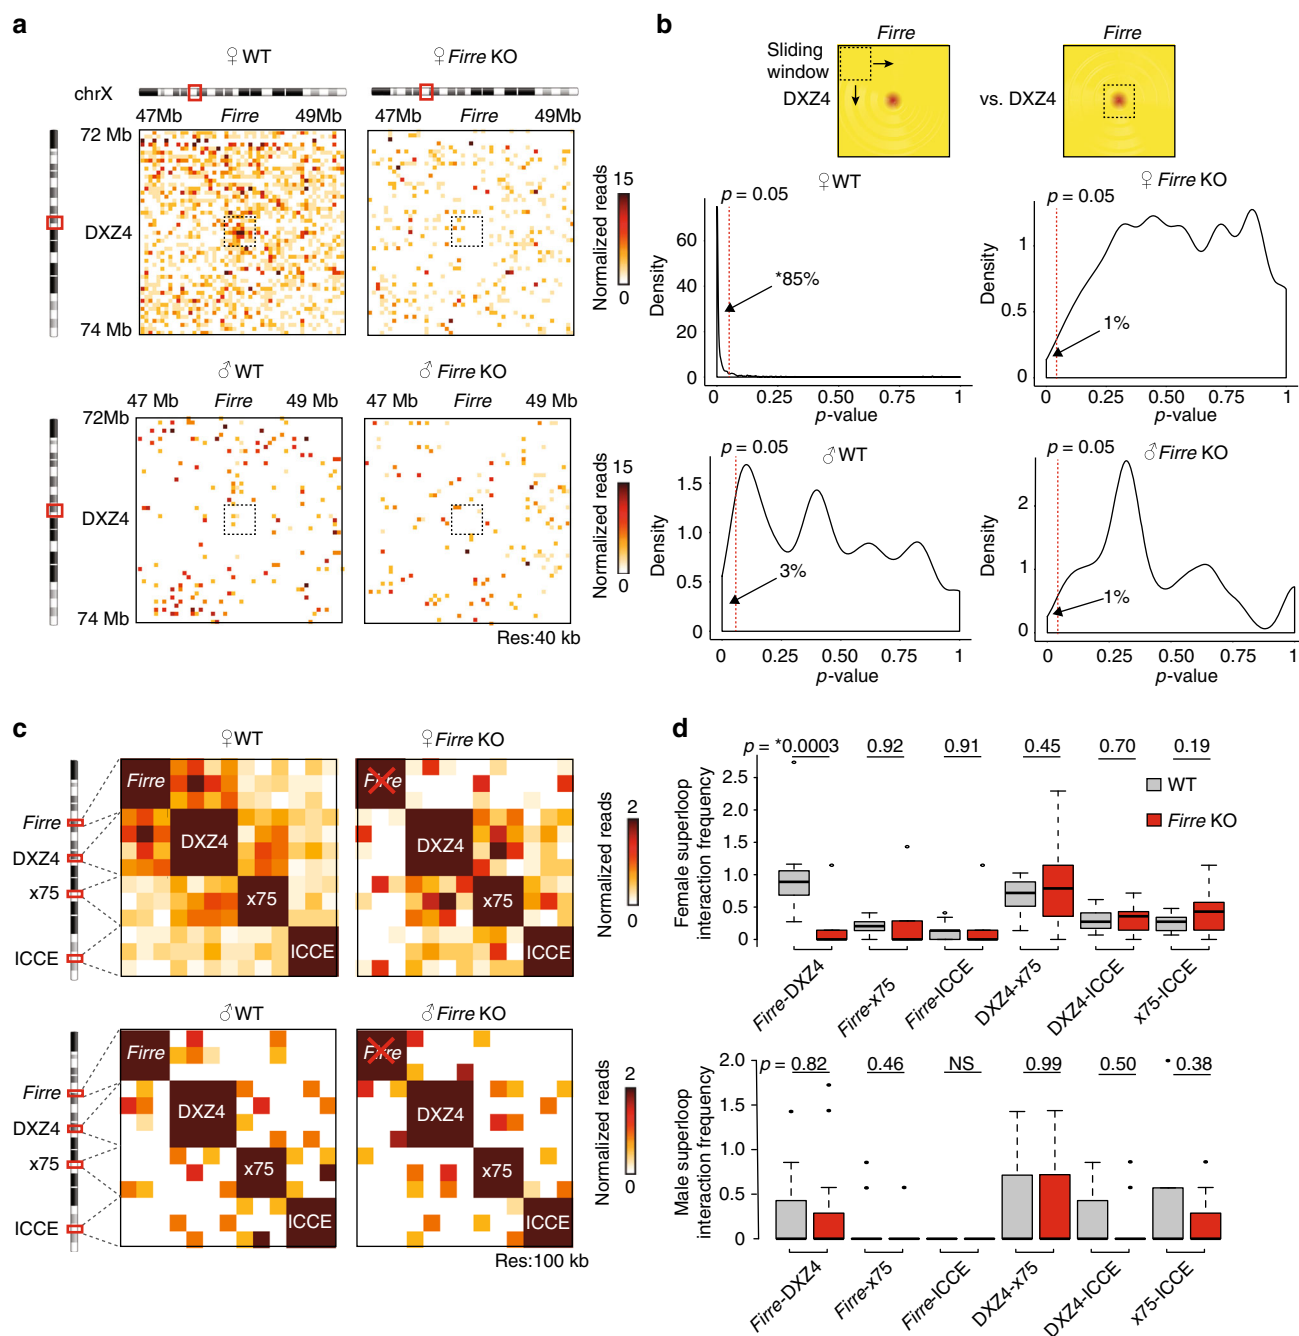 a
♀WT
♀Firre KO
chrX
47Mb Firre 49Mb
47Mb Firre 49Mb
72 Mb
DXZ4
74 Mb
15
0
Normalized reads
♂WT
♂Firre KO
47 Mb Firre 49 Mb
47 Mb Firre 49 Mb
72Mb
DXZ4
74 Mb
15
0
Normalized reads
Res:40 kb
b
Firre
Firre
Sliding window
DXZ4
vs. DXZ4
♀WT
p = 0.05
*85%
60
40
20
0
Density
0 0.25 0.50 0.75 1
p-value
♀ Firre KO
p = 0.05
1%
1
0.5
0
Density
0 0.25 0.50 0.75 1
p-value
♂WT
p = 0.05
3%
1.5
1.0
0.5
0
Density
0 0.25 0.50 0.75 1
p-value
♂Firre KO
p = 0.05
1%
2
1
0
Density
0 0.25 0.50 0.75 1
p-value
c
♀WT
♀Firre KO
Firre
DXZ4
x75
ICCE
Firre
DXZ4
x75
ICCE
Firre
DXZ4
x75
ICCE
2
0
Normalized reads
♂WT
♂Firre KO
Firre
DXZ4
x75
ICCE
Firre
DXZ4
x75
ICCE
Firre
DXZ4
x75
ICCE
2
0
Normalized reads
Res:100 kb
d
p = *0.0003 0.92 0.91 0.45 0.70 0.19
WT
Firre KO
2.5
2.0
1.5
1.0
0.5
0
Female superloop
interaction frequency
Firre-DXZ4
Firre-x75
Firre-ICCE
DXZ4-x75
DXZ4-ICCE
x75-ICCE
p = 0.82 0.46 NS 0.99 0.50 0.38
2.0
1.5
1.0
0.5
0
Male superloop
interaction frequency
Firre-DXZ4
Firre-x75
Firre-ICCE
DXZ4-x75
DXZ4-ICCE
x75-ICCE